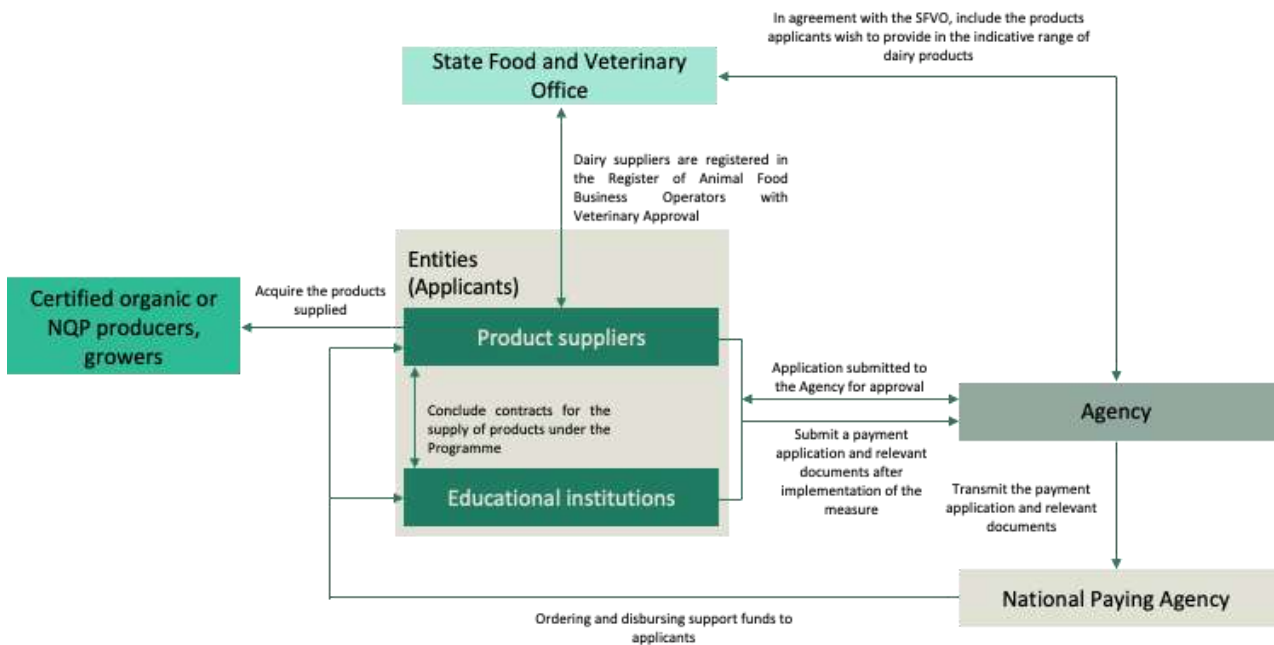 In agreement with the SFVO, include the products
applicants wish to provide in the indicative range of
dairy products
State Food and Veterinary
Office
Dairy suppliers are registered in
the Register of Animal Food
Business Operators with
Veterinary Approval
Entities
(Applicants)
Certified organic or
NQP producers,
growers
Acquire the products
supplied
Product suppliers
Application submitted to
the Agency for approval
Agency
Conclude contracts for the
supply of products under the
Programme
Submit a payment
application and relevant
documents after
implementation of the
measure
Educational institutions
Transmit the payment
application and relevant
documents
National Paying Agency
Ordering and disbursing support funds to
applicants